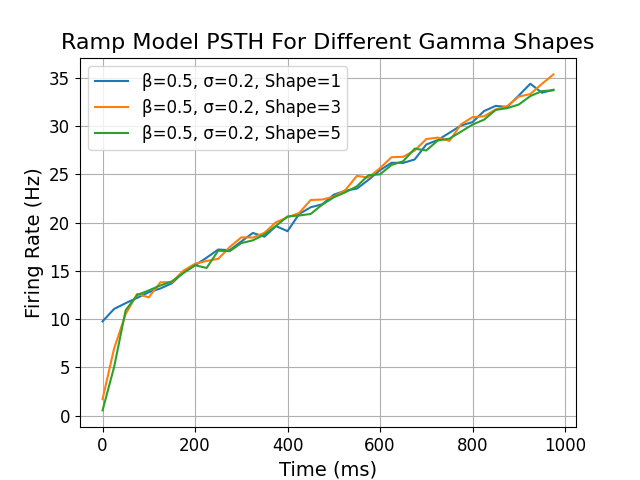 Ramp Model PSTH For Different Gamma Shapes
β=0.5, σ=0.2, Shape=1
β=0.5, σ=0.2, Shape=3
β=0.5, σ=0.2, Shape=5
Firing Rate (Hz)
35
30
25
20
15
10
5
0
0 200 400 600 800 1000
Time (ms)